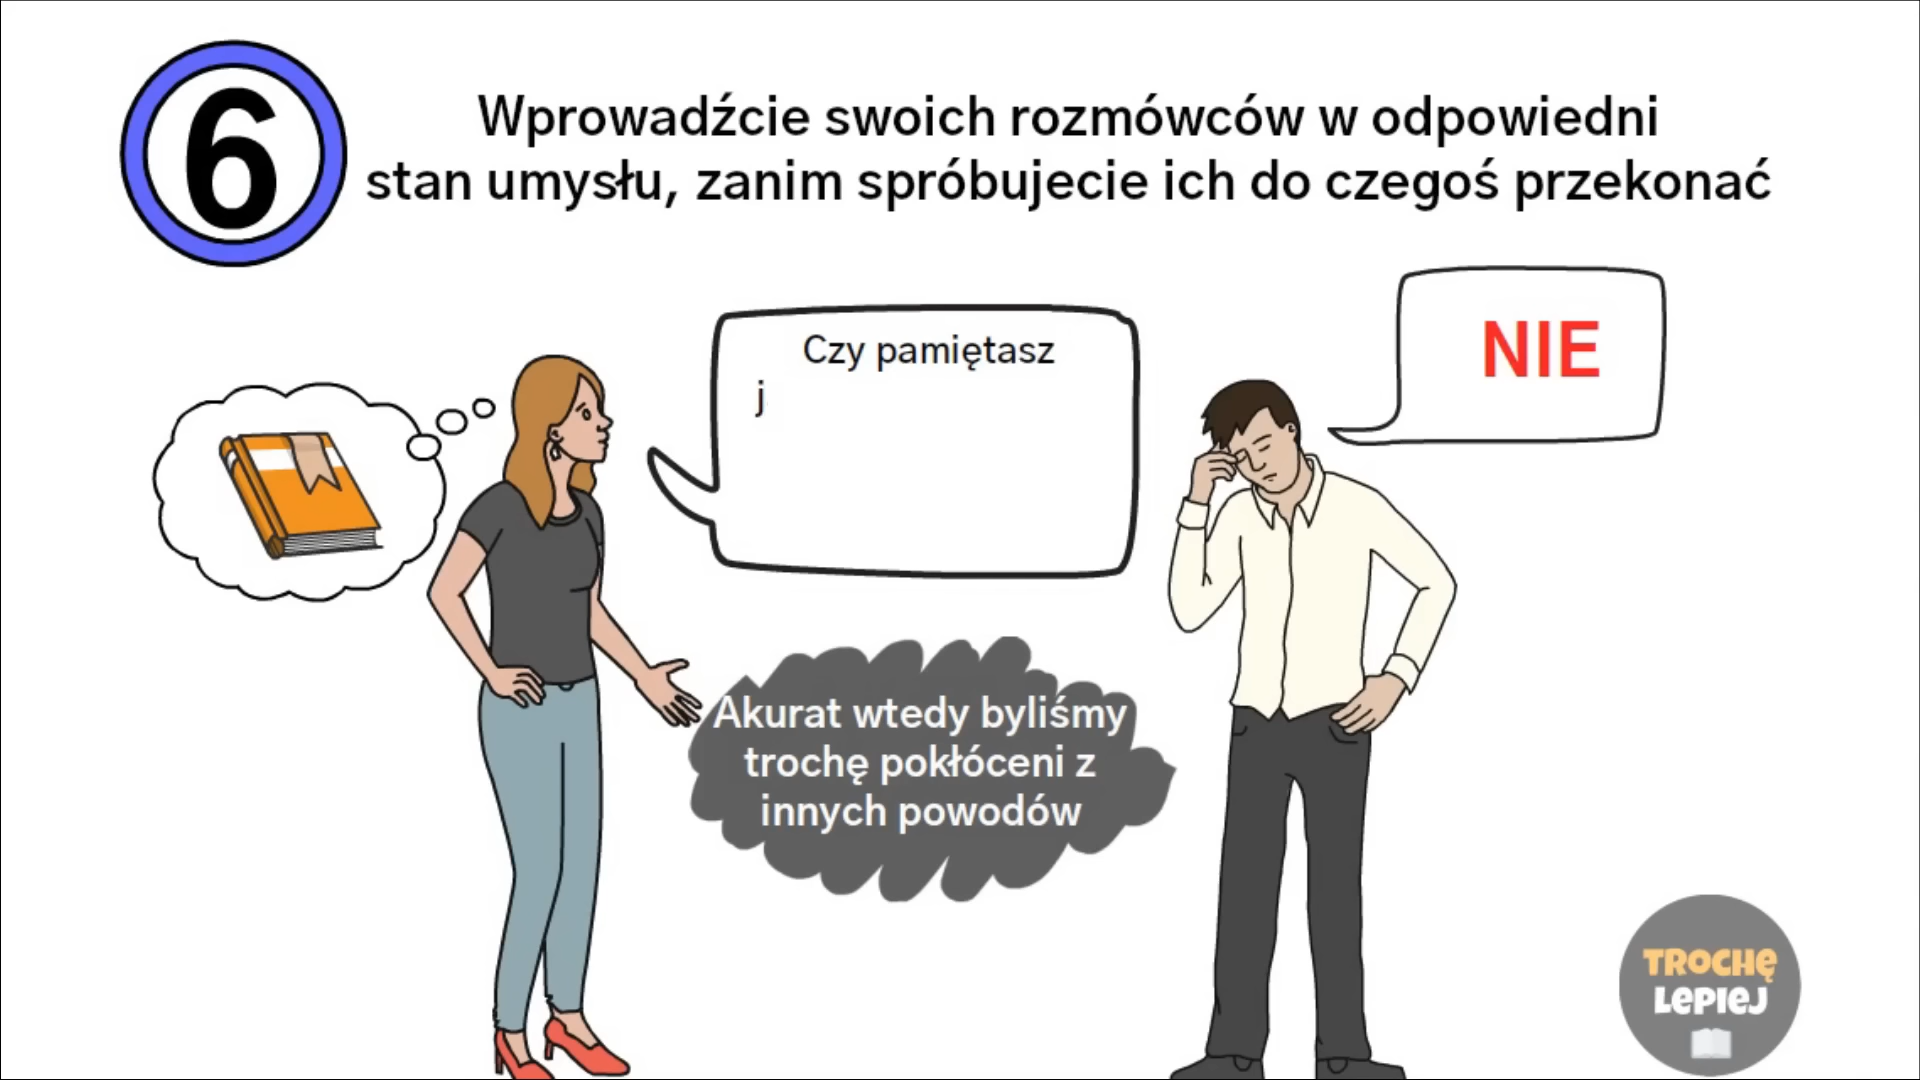 6
Wprowadźcie swoich rozmówców w odpowiedni
stan umysłu, zanim spróbujecie ich do czegoś przekonać
Czy pamiętasz
j
NIE
Akurat wtedy byliśmy
trochę pokłóceni z
innych powodów
TROCHĘ
LEPIEJ